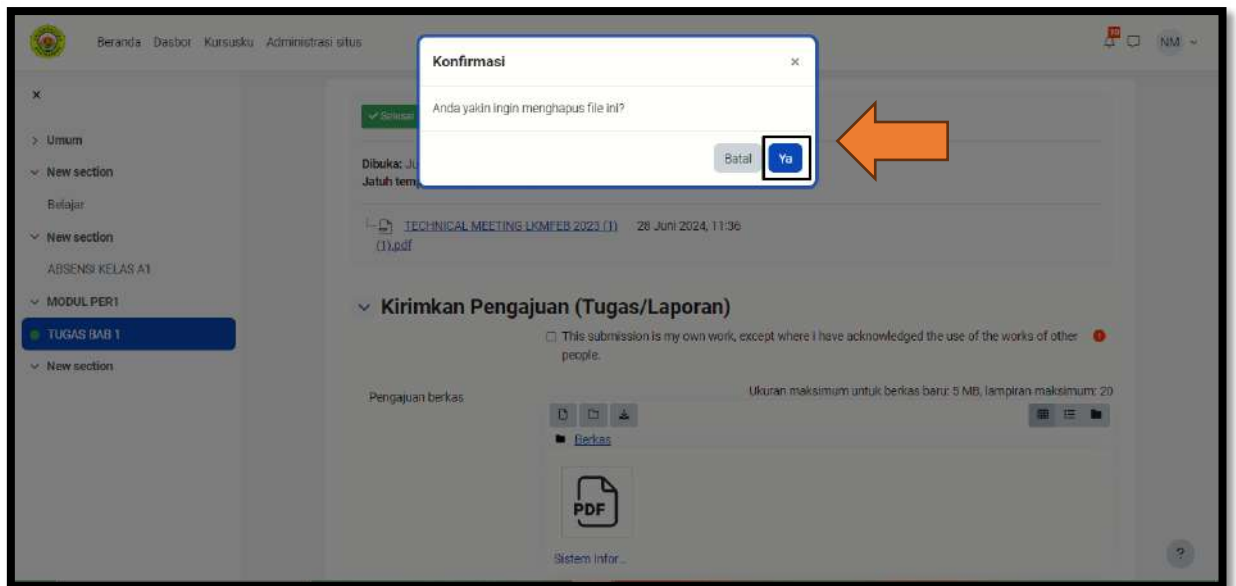 Beranda Dasbor Kursusku Administrasi situs
NM
Konfirmasi
×
Anda yakin ingin menghapus file ini?
Batal
Ya
×
Umum
New section
Belajar
New section
ABSENSI KELAS A1
MODUL PER1
TUGAS BAB 1
New section
Selesai
Dibuka: Ju
Jatuh temp
TECHNICAL MEETING LKMFEB 2023 (1)
(1).pdf
28 Juni 2024, 11:36
Kirimkan Pengajuan (Tugas/Laporan)
This submission is my own work, except where I have acknowledged the use of the works of other
people.
Pengajuan berkas
Ukuran maksimum untuk berkas baru: 5 MB, lampiran maksimum: 20
Berkas
PDF
Sistem Infor...
?